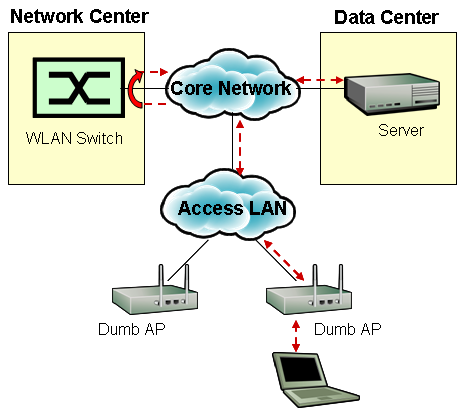 Network Center
Data Center
Core Network
WLAN Switch
Server
Access LAN
Dumb AP
Dumb AP